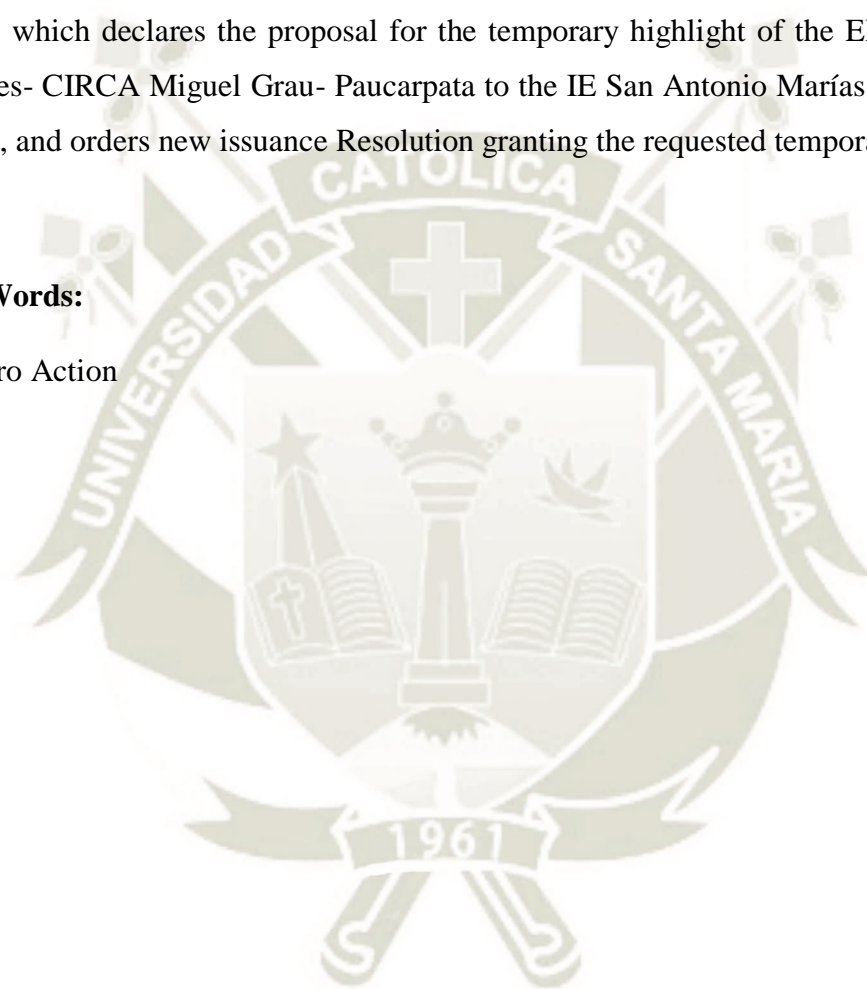 which declares the proposal for the temporary highlight of the E
es- CIRCA Miguel Grau- Paucarpata to the IE San Antonio Marías
, and orders new issuance Resolution granting the requested tempora
Words:
ro Action
UNIVERSIDAD
CATOLICA
SANTA MARIA
1961